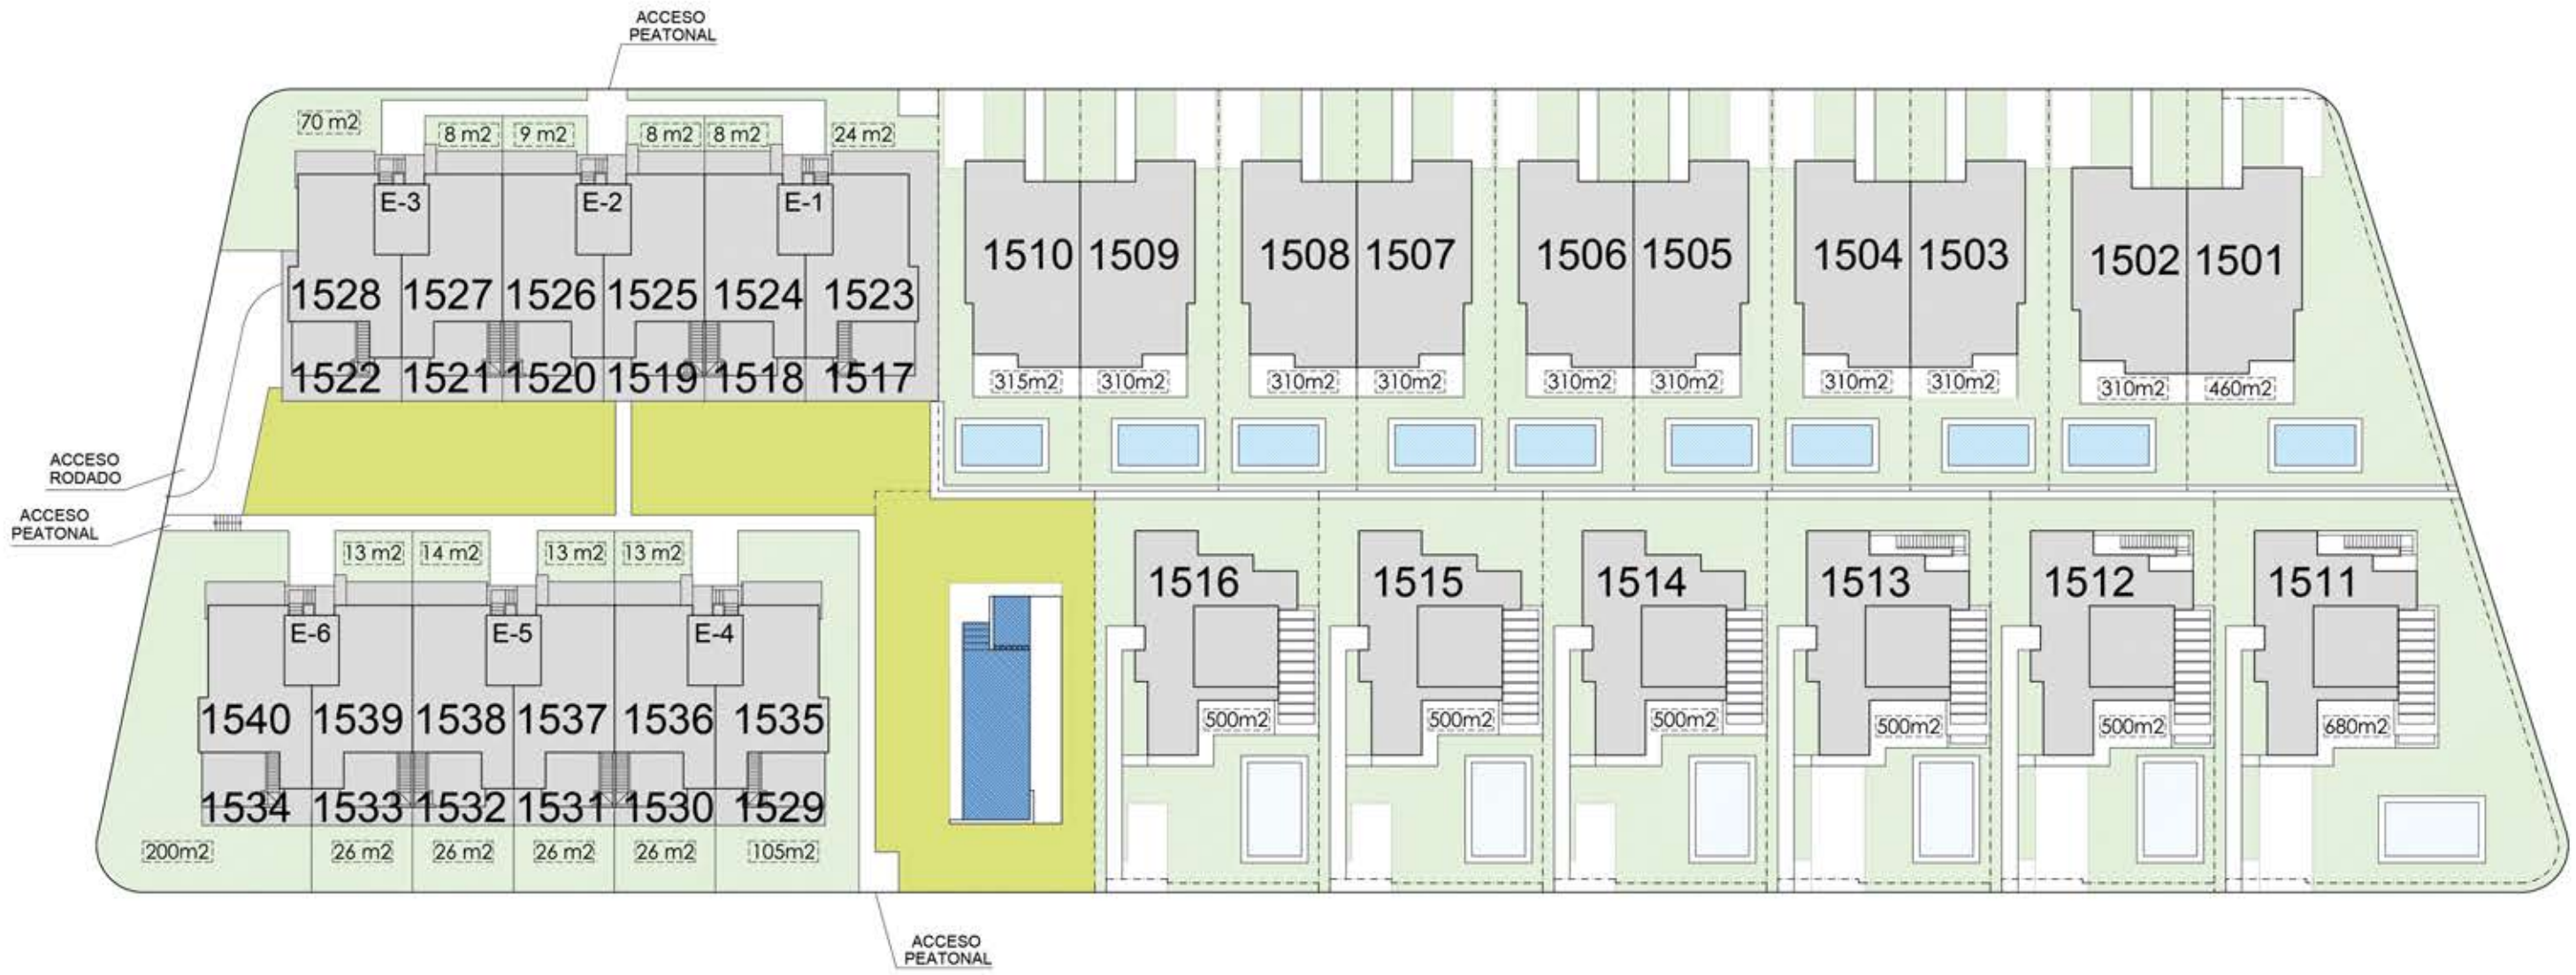 ACCESO
PEATONAL
70 m2
8 m2
9 m2
8 m2
8 m2
24 m2
E-3
E-2
E-1
1510
1509
1508
1507
1506
1505
1504
1503
1502
1501
1528
1527
1526
1525
1524
1523
1522
1521
1520
1519
1518
1517
315m2
310m2
310m2
310m2
310m2
310m2
310m2
310m2
310m2
460m2
ACCESO
RODADO
ACCESO
PEATONAL
13 m2
14 m2
13 m2
13 m2
1516
1515
1514
1513
1512
1511
E-6
E-5
E-4
1540
1539
1538
1537
1536
1535
500m2
500m2
500m2
500m2
500m2
680m2
1534
1533
1532
1531
1530
1529
200m2
26 m2
26 m2
26 m2
26 m2
105m2
ACCESO
PEATONAL